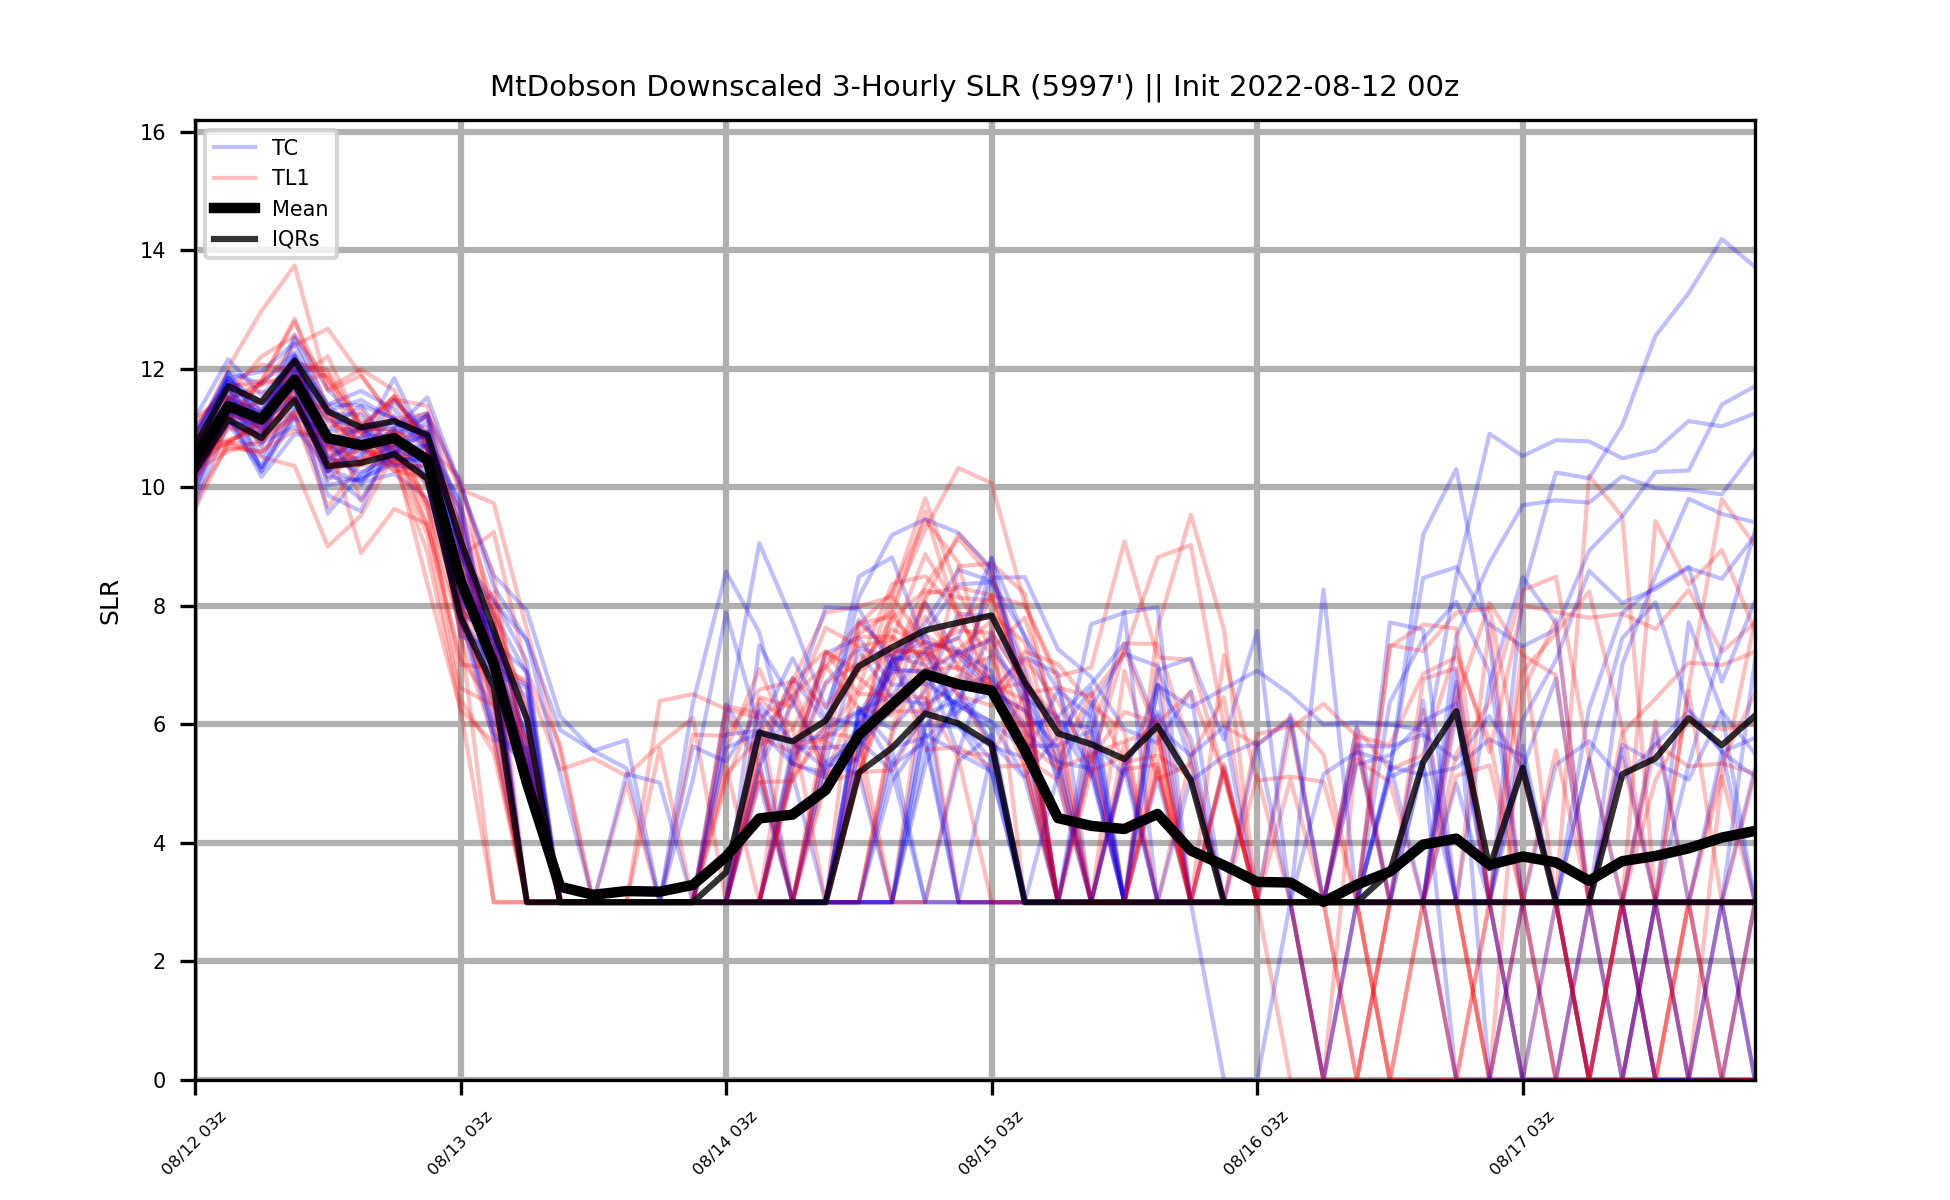 MtDobson Downscaled 3-Hourly SLR (5997') || Init 2022-08-12 00z
16
14
12
10
8
6
4
2
0
SLR
TC
TL1
Mean
IQRs
08/12 03z
08/13 03z
08/14 03z
08/15 03z
08/16 03z
08/17 03z